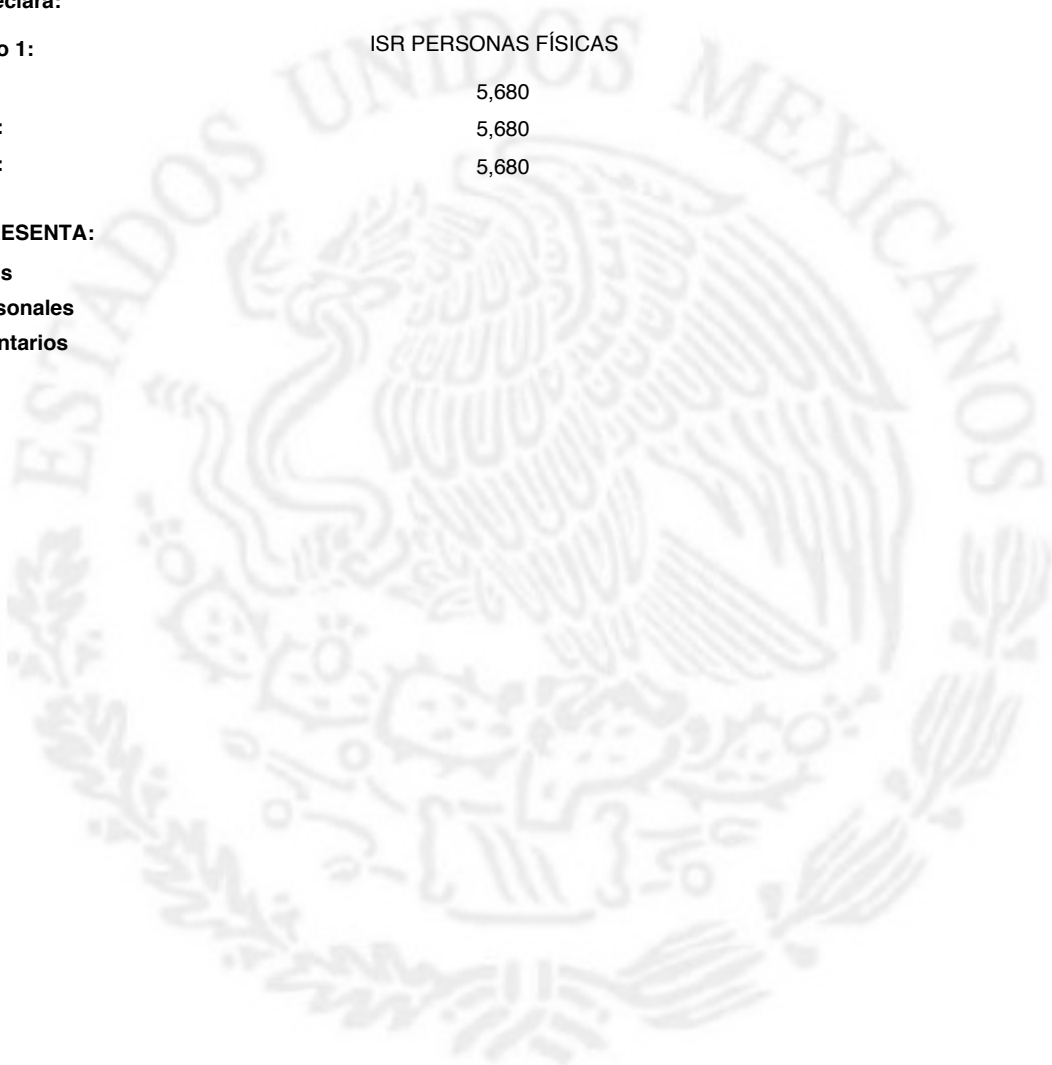 eclara:
o 1: ISR PERSONAS FÍSICAS
5,680
: 5,680
: 5,680
ESENTA:
s
sonales
ntarios
ESTADOS UNIDOS MEXICANOS